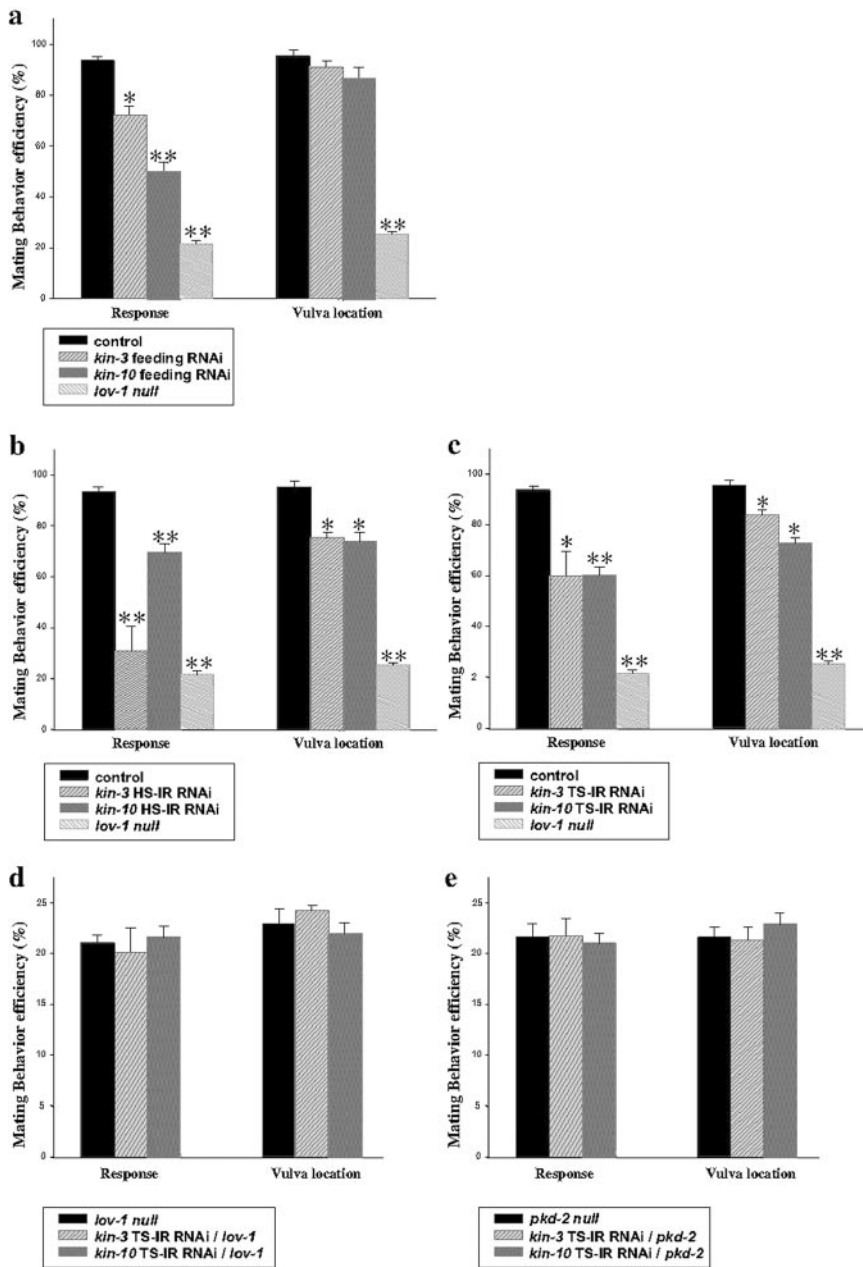 a
Mating Behavior efficiency (%)
100
80
60
40
20
0
*
**
**
**
Response
Vulva location
control
kin-3 feeding RNAi
kin-10 feeding RNAi
lov-1 null
b
Mating Behavior efficiency (%)
100
80
60
40
20
0
**
**
**
*
*
**
Response
Vulva location
control
kin-3 HS-IR RNAi
kin-10 HS-IR RNAi
lov-1 null
c
Mating Behavior efficiency (%)
100
80
60
40
2
0
*
**
**
*
*
**
Response
Vulva location
control
kin-3 TS-IR RNAi
kin-10 TS-IR RNAi
lov-1 null
d
Mating Behavior efficiency (%)
25
20
15
10
5
0
Response
Vulva location
lov-1 null
kin-3 TS-IR RNAi / lov-1
kin-10 TS-IR RNAi / lov-1
e
Mating Behavior efficiency (%)
25
20
15
10
5
0
Response
Vulva location
pkd-2 null
kin-3 TS-IR RNAi / pkd-2
kin-10 TS-IR RNAi / pkd-2